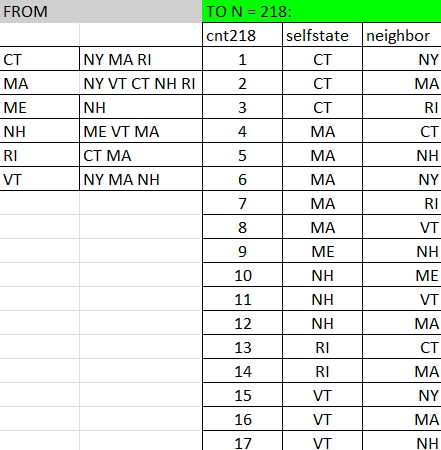 FROM TO N = 218:
cnt218 selfstate neighbor
CT NY MA RI 1 CT NY
MA NY VT CT NH RI 2 CT MA
ME NH 3 CT RI
NH ME VT MA 4 MA CT
RI CT MA 5 MA NH
VT NY MA NH 6 MA NY
7 MA RI
8 MA VT
9 ME NH
10 NH ME
11 NH VT
12 NH MA
13 RI CT
14 RI MA
15 VT NY
16 VT MA
17 VT NH